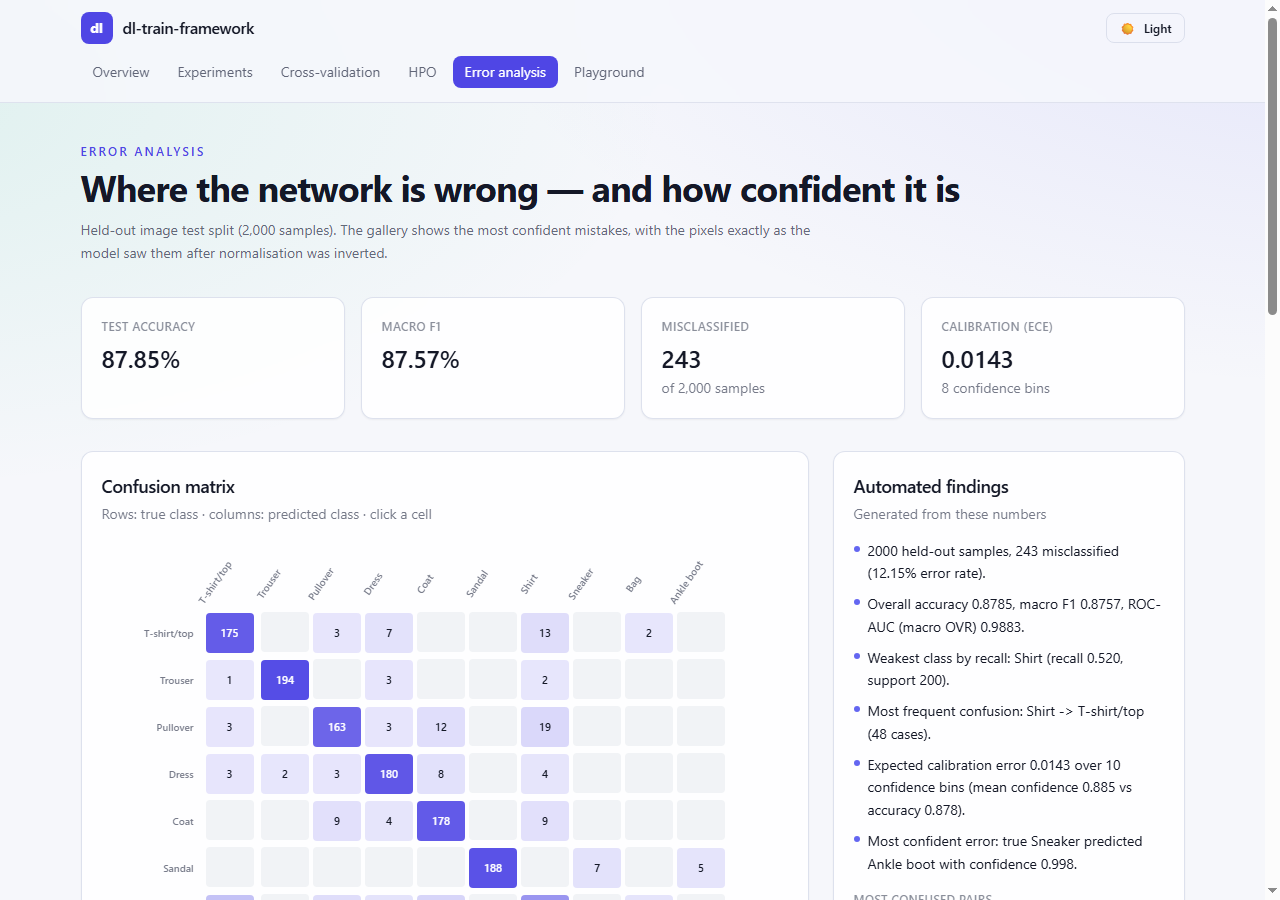 dl
dl-train-framework
Light
Overview Experiments Cross-validation HPO Error analysis Playground
ERROR ANALYSIS
Where the network is wrong — and how confident it is
Held-out image test split (2,000 samples). The gallery shows the most confident mistakes, with the pixels exactly as the
model saw them after normalisation was inverted.
TEST ACCURACY
87.85%
MACRO F1
87.57%
MISCLASSIFIED
243
of 2,000 samples
CALIBRATION (ECE)
0.0143
8 confidence bins
Confusion matrix
Rows: true class · columns: predicted class · click a cell
T-shirt/top Trouser Pullover Dress Coat Sandal Shirt Sneaker Bag Ankle boot
T-shirt/top 175 3 7 13 2
Trouser 1 194 3 2
Pullover 3 163 3 12 19
Dress 3 2 3 180 8 4
Coat 9 4 178 9
Sandal 188 7 5
Automated findings
Generated from these numbers
2000 held-out samples, 243 misclassified
(12.15% error rate).
Overall accuracy 0.8785, macro F1 0.8757, ROC-
AUC (macro OVR) 0.9883.
Weakest class by recall: Shirt (recall 0.520,
support 200).
Most frequent confusion: Shirt -> T-shirt/top
(48 cases).
Expected calibration error 0.0143 over 10
confidence bins (mean confidence 0.885 vs
accuracy 0.878).
Most confident error: true Sneaker predicted
Ankle boot with confidence 0.998.
MOST CONFUSED PAIRS